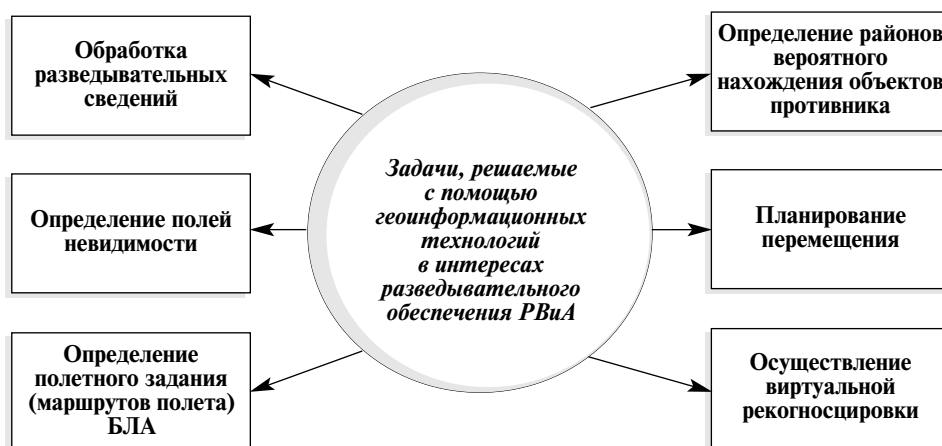 Обработка
разведывательных
сведений
Определение полей
невидимости
Определение
полетного задания
(маршрутов полета)
БЛА
Задачи, решаемые
с помощью
геоинформационных
технологий
в интересах
разведывательного
обеспечения РВиА
Определение районов
вероятного
нахождения объектов
противника
Планирование
перемещения
Осуществление
виртуальной
рекогносцировки